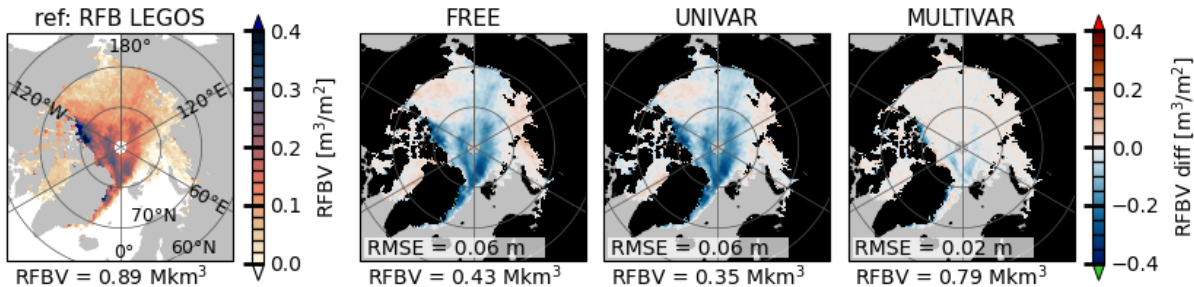 ref: RFB LEGOS
180°
120°W
120°E
60°E
70°N
0°
60°N
RFBV = 0.89 Mkm³
0.4
0.3
0.2
0.1
0.0
RFBV [m³/m²]
FREE
RMSE = 0.06 m
RFBV = 0.43 Mkm³
UNIVAR
RMSE = 0.06 m
RFBV = 0.35 Mkm³
MULTIVAR
RMSE = 0.02 m
RFBV = 0.79 Mkm³
0.4
0.2
0.0
−0.2
−0.4
RFBV diff [m³/m²]